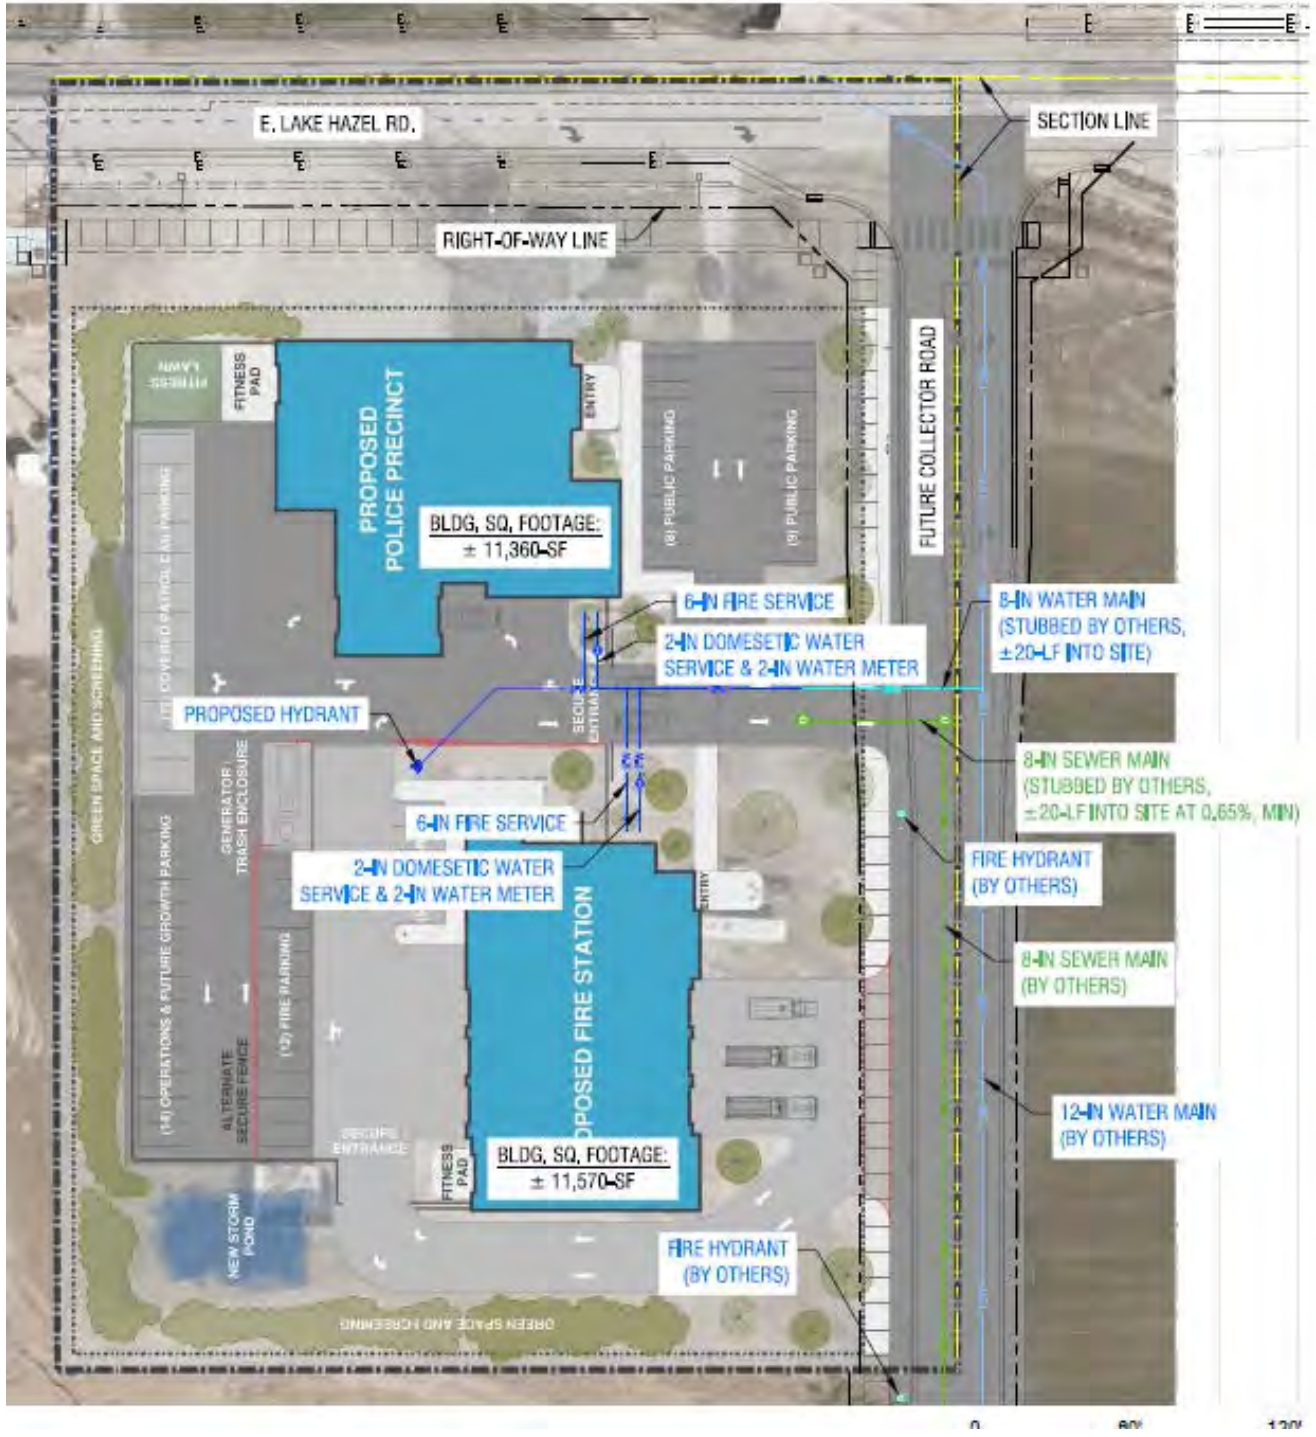 E. LAKE HAZEL RD.
SECTION LINE
RIGHT-OF-WAY LINE
FITNESS
LAWN
FITNESS
PAD
PROPOSED
POLICE PRECINCT
ENTRY
BLDG. SQ. FOOTAGE:
± 11,360-SF
(8) PUBLIC PARKING
(9) PUBLIC PARKING
FUTURE COLLECTOR ROAD
COVERED PATROL CAR PARKING
GREEN SPACE AND SCREENING
6-IN FIRE SERVICE
2-IN DOMESETIC WATER
SERVICE & 2-IN WATER METER
8-IN WATER MAIN
(STUBBED BY OTHERS,
±20-LF INTO SITE)
PROPOSED HYDRANT
SECURE
ENTRANC
8-IN SEWER MAIN
(STUBBED BY OTHERS,
±20-LF INTO SITE AT 0.65%, MIN)
GENERATOR
TRASH ENCLOSURE
6-IN FIRE SERVICE
2-IN DOMESETIC WATER
SERVICE & 2-IN WATER METER
FIRE HYDRANT
(BY OTHERS)
ENTRY
(14) OPERATIONS & FUTURE GROWTH PARKING
(12) FIRE PARKING
ALTERNATE
SECURE FENCE
OPOSED FIRE STATION
8-IN SEWER MAIN
(BY OTHERS)
12-IN WATER MAIN
(BY OTHERS)
SECURE
ENTRANCE
FITNESS
PAD
BLDG. SQ. FOOTAGE:
± 11,570-SF
NEW STORM
POND
FIRE HYDRANT
(BY OTHERS)
GREEN SPACE AND SCREENING
0 60' 120'